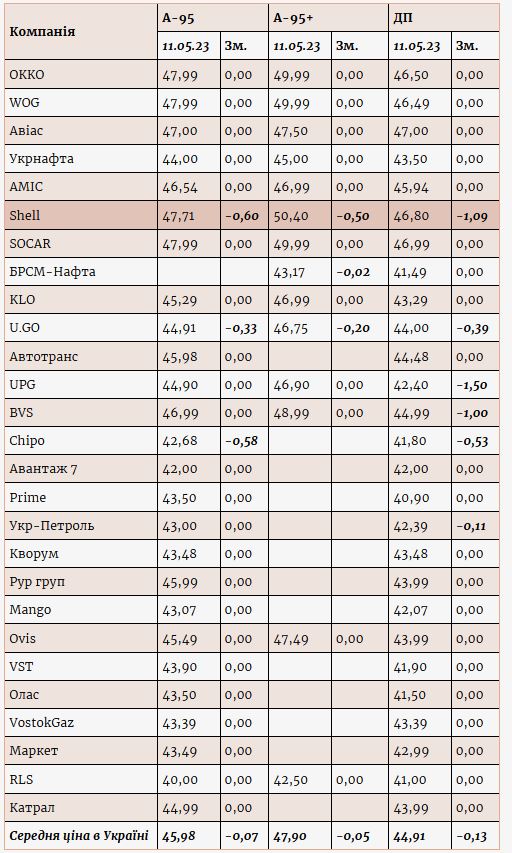 Компанія А-95 А-95+ ДП
11.05.23 Зм. 11.05.23 Зм. 11.05.23 Зм.
ОККО 47,99 0,00 49,99 0,00 46,50 0,00
WOG 47,99 0,00 49,99 0,00 46,49 0,00
Авіас 47,00 0,00 47,50 0,00 47,00 0,00
Укрнафта 44,00 0,00 45,00 0,00 43,50 0,00
АМІС 46,54 0,00 46,99 0,00 45,94 0,00
Shell 47,71 -0,60 50,40 -0,50 46,80 -1,09
SOCAR 47,99 0,00 49,99 0,00 46,99 0,00
БРСМ-Нафта 43,17 -0,02 41,49 0,00
KLO 45,29 0,00 46,99 0,00 43,29 0,00
U.GO 44,91 -0,33 46,75 -0,20 44,00 -0,39
Автотранс 45,98 0,00 44,48 0,00
UPG 44,90 0,00 46,90 0,00 42,40 -1,50
BVS 46,99 0,00 48,99 0,00 44,99 -1,00
Chipo 42,68 -0,58 41,80 -0,53
Авантаж 7 42,00 0,00 42,00 0,00
Prime 43,50 0,00 40,90 0,00
Укр-Петроль 43,00 0,00 42,39 -0,11
Кворум 43,48 0,00 43,48 0,00
Рур груп 45,99 0,00 43,99 0,00
Mango 43,07 0,00 42,07 0,00
Ovis 45,49 0,00 47,49 0,00 43,99 0,00
VST 43,90 0,00 41,90 0,00
Олас 43,50 0,00 41,50 0,00
VostokGaz 43,39 0,00 43,39 0,00
Маркет 43,49 0,00 42,99 0,00
RLS 40,00 0,00 42,50 0,00 41,00 0,00
Катрал 44,99 0,00 43,99 0,00
Середня ціна в Україні 45,98 -0,07 47,90 -0,05 44,91 -0,13